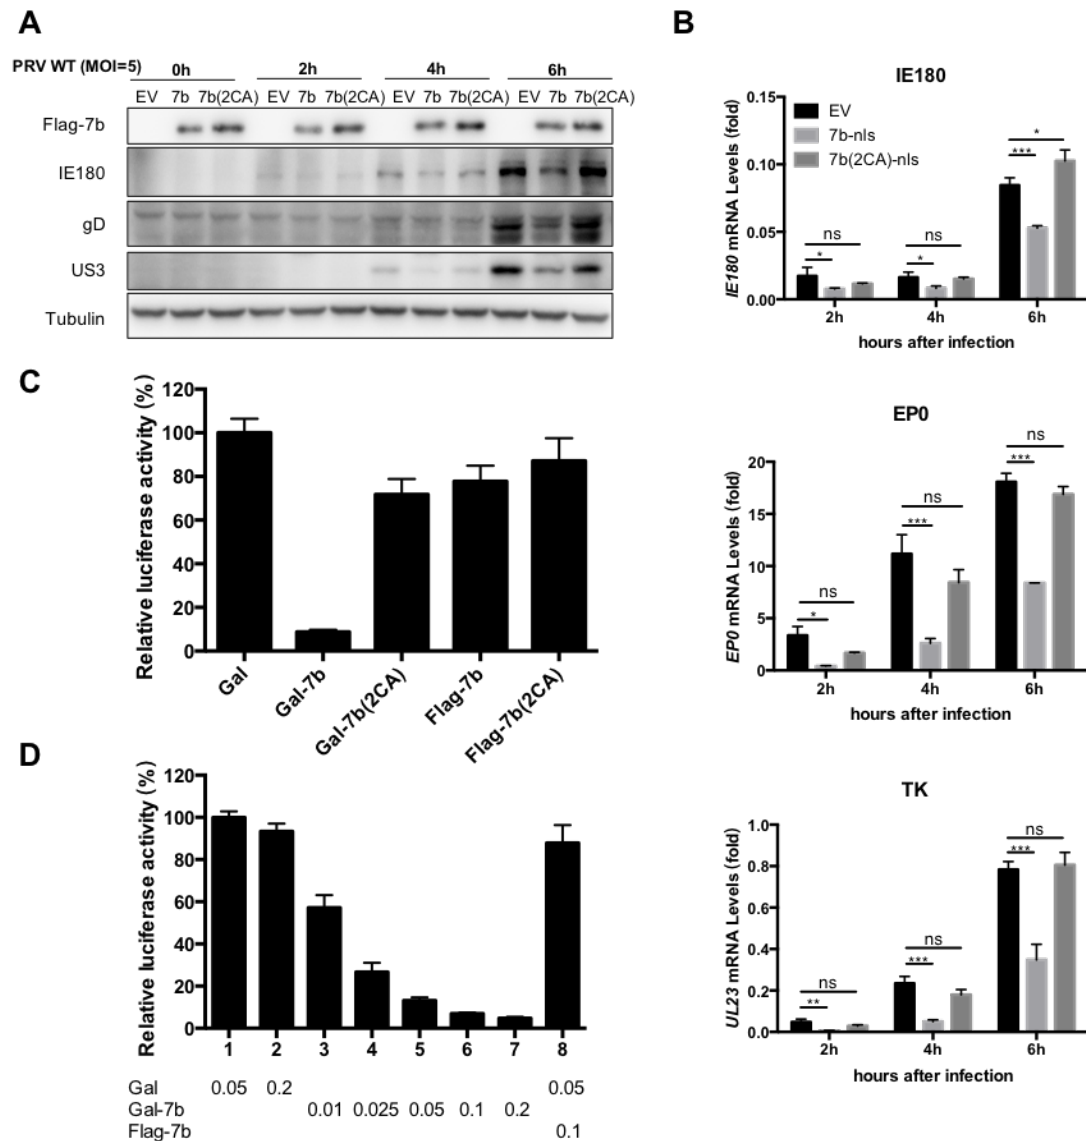 A
PRV WT (MOI=5) 0h 2h 4h 6h
EV 7b 7b(2CA) EV 7b 7b(2CA) EV 7b 7b(2CA) EV 7b 7b(2CA)
Flag-7b
IE180
gD
US3
Tubulin
B
IE180
IE180 mRNA Levels (fold)
0.15
0.10
0.05
0.00
EV
7b-nls
7b(2CA)-nls
ns
*
ns
*
*
***
2h 4h 6h
hours after infection
EP0
EP0 mRNA Levels (fold)
20
15
10
5
0
ns
*
ns
***
ns
***
2h 4h 6h
hours after infection
TK
UL23 mRNA Levels (fold)
1.0
0.8
0.6
0.4
0.2
0.0
ns
**
ns
***
ns
***
2h 4h 6h
hours after infection
C
Relative luciferase activity (%)
120
100
80
60
40
20
0
Gal
Gal-7b
Gal-7b(2CA)
Flag-7b
Flag-7b(2CA)
D
Relative luciferase activity (%)
120
100
80
60
40
20
0
1 2 3 4 5 6 7 8
Gal 0.05 0.2 0.05
Gal-7b 0.01 0.025 0.05 0.1 0.2
Flag-7b 0.1